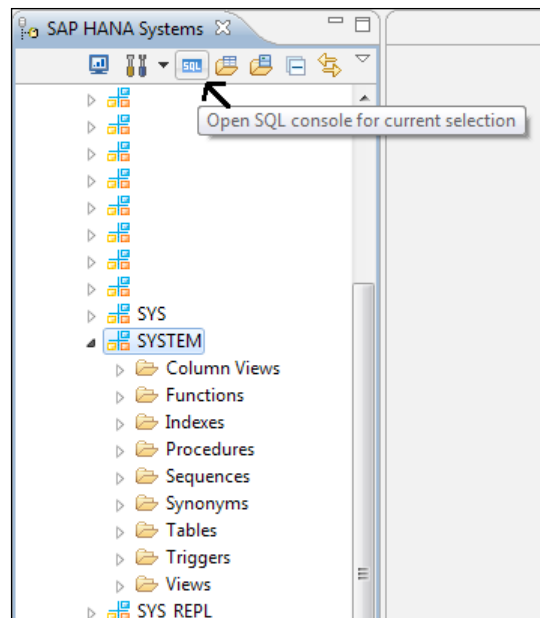 SAP HANA Systems
SQL
Open SQL console for current selection
SYS
SYSTEM
Column Views
Functions
Indexes
Procedures
Sequences
Synonyms
Tables
Triggers
Views
SYS_REPL